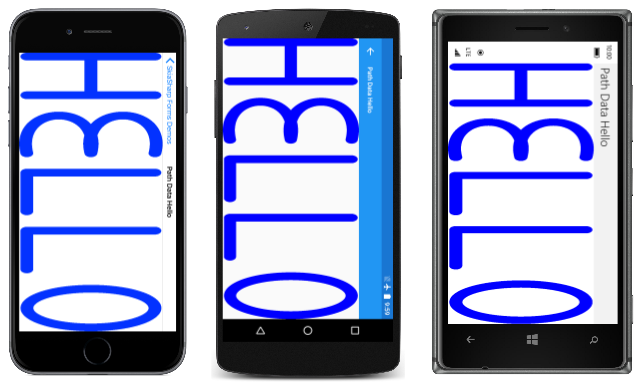 SkiaSharp Forms Demos
Path Data Hello
HELLO
9:59
Path Data Hello
HELLO
10:00
LTE
Path Data Hello
HELLO